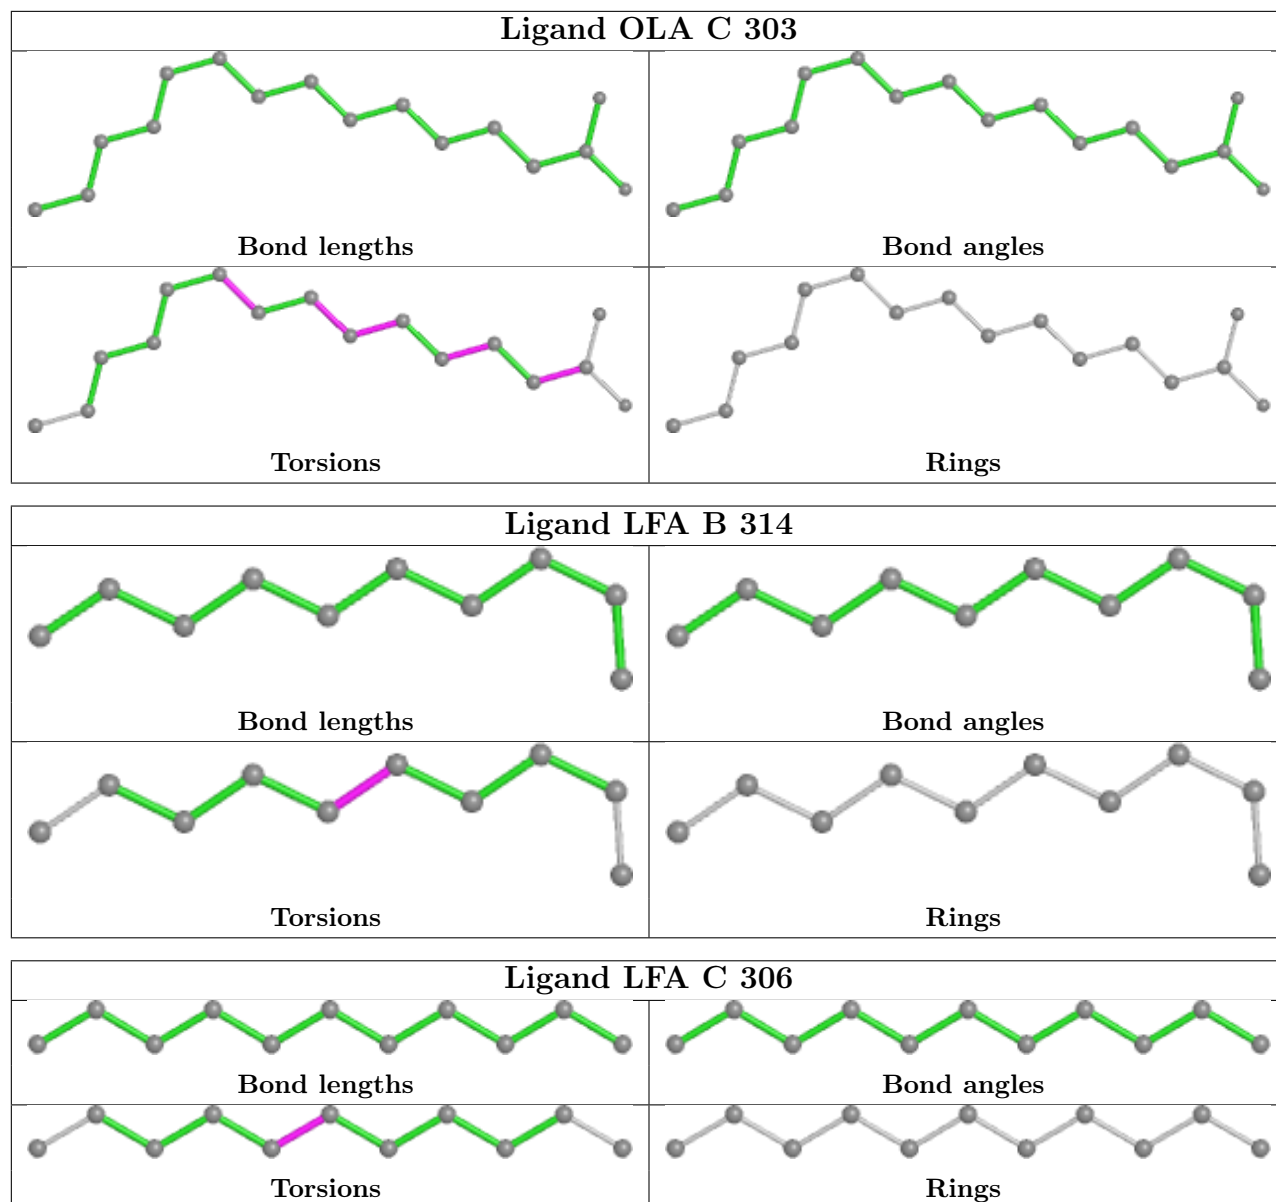 Ligand OLA C 303
Bond lengths
Bond angles
Torsions
Rings
Ligand LFA B 314
Bond lengths
Bond angles
Torsions
Rings
Ligand LFA C 306
Bond lengths
Bond angles
Torsions
Rings